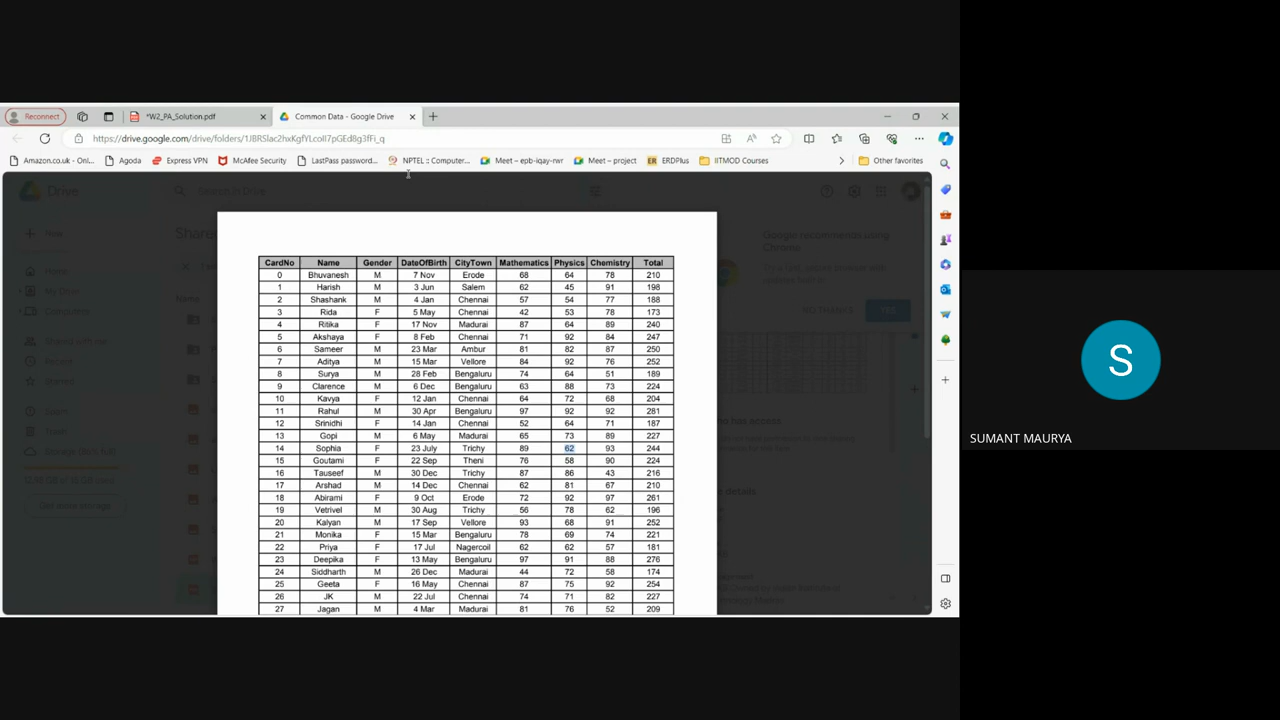 Reconnect *W2_PA_Solution.pdf Common Data - Google Drive
https://drive.google.com/drive/folders/
Amazon.co.uk - Onl... Agoda Express VPN McAfee Security LastPass password... NPTEL :: Computer... Meet – epb-iqay-rwr Meet – project ERDPlus IITMOD Courses Other favorites
Drive Search in Drive
CardNo Name Gender DateOfBirth CityTown Mathematics Physics Chemistry Total
0 Bhuvanesh M 7 Nov Erode 68 64 78 210
1 Harish M 3 Jun Salem 62 45 91 198
2 Shashank M 4 Jan Chennai 57 54 77 188
3 Rida F 5 May Chennai 42 53 78 173
4 Ritika F 17 Nov Madurai 87 64 89 240
5 Akshaya F 8 Feb Chennai 71 92 84 247
6 Sameer M 23 Mar Ambur 81 82 87 250
7 Aditya M 15 Mar Vellore 84 92 76 252
8 Surya M 28 Feb Bengaluru 74 64 51 189
9 Clarence M 6 Dec Bengaluru 63 88 73 224
10 Kavya F 12 Jan Chennai 64 72 68 204
11 Rahul M 30 Apr Bengaluru 97 92 92 281
12 Srinidhi F 14 Jan Chennai 52 64 71 187
13 Gopi M 6 May Madurai 65 73 89 227
14 Sophia F 23 July Trichy 89 62 93 244
15 Goutami F 22 Sep Theni 76 58 90 224
16 Tauseef M 30 Dec Trichy 87 86 43 216
17 Arshad M 14 Dec Chennai 62 81 67 210
18 Abirami F 9 Oct Erode 72 92 97 261
19 Vetrivel M 30 Aug Trichy 56 78 62 196
20 Kalyan M 17 Sep Vellore 93 68 91 252
21 Monika F 15 Mar Bengaluru 78 69 74 221
22 Priya F 17 Jul Nagercoil 62 62 57 181
23 Deepika F 13 May Bengaluru 97 91 88 276
24 Siddharth M 26 Dec Madurai 44 72 58 174
25 Geeta F 16 May Chennai 87 75 92 254
26 JK M 22 Jul Chennai 74 71 82 227
27 Jagan M 4 Mar Madurai 81 76 52 209
S
SUMANT MAURYA